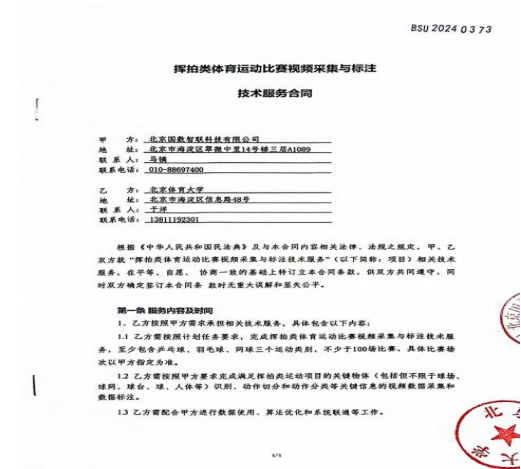 BSU 2024 0373
挥拍类体育运动比赛视频采集与标注
技术服务合同
甲 方：北京国数智联科技有限公司
地 址：北京市海淀区翠微中里14号楼三层A1089
联 系 人：马镝
联系电话：010-88697400
乙 方：北京体育大学
地 址：北京市海淀区信息路48号
联 系 人：于洋
联系电话：13811192301
根据《中华人民共和国民法典》及与本合同内容相关法律、法规之规定，甲、乙
双方就“挥拍类体育运动比赛视频采集与标注技术服务”（以下简称：项目）相关技术
服务，在平等、自愿、 协商一致的基础上特订立本合同条款，供双方共同遵守，同
时双方确定签订本合同条 款时无重大误解和显失公平。
第一条 服务内容及时间
1、乙方按照甲方需求承担相关技术服务，具体包含以下内容：
1.1 乙方需按照计划任务要求，完成挥拍类体育运动比赛视频采集与标注技术服
务，至少包含乒乓球、羽毛球、网球三个运动类别，不少于100场比赛。具体比赛场
次以甲方指定为准。
1.2 乙方需按照甲方要求完成满足挥拍类运动项目的关键物体（包括但不限于球场、
球网、球台、球、人体等）识别、动作切分和动作分类等关键信息的视频数据采集和
数据标注。
1.3 乙方需配合甲方进行数据使用、算法优化和系统联通等工作。